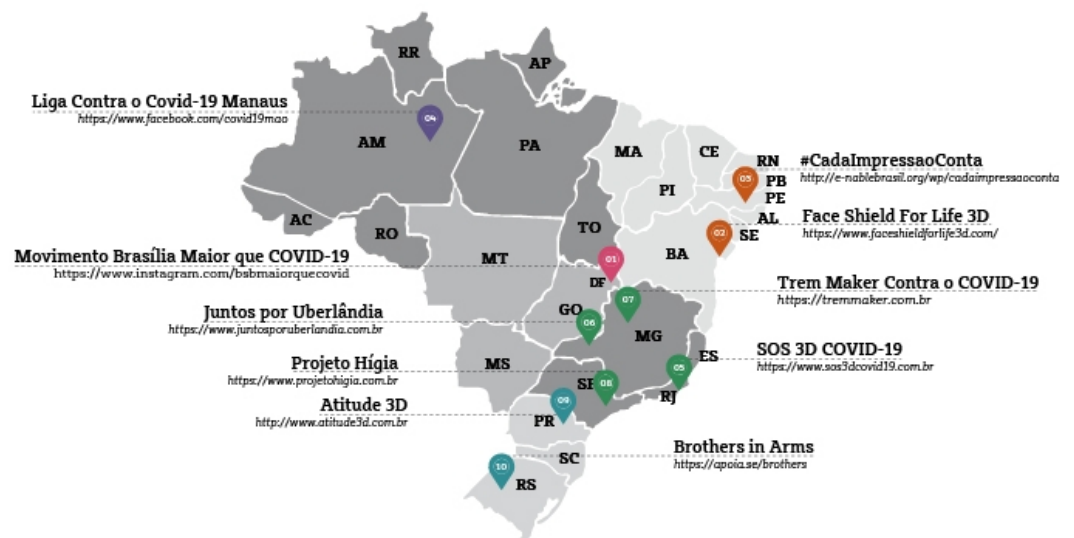 RR
AP
Liga Contra o Covid-19 Manaus
https://www.facebook.com/covid19mao
04
AM
PA
MA
CE
RN
#CadaImpressaoConta
http://e-nablebrasil.org/wp/cadaimpressaoconta
03
PB
PE
PI
AC
RO
TO
AL
Face Shield For Life 3D
https://www.faceshieldforlife3d.com/
02
SE
BA
MT
Movimento Brasília Maior que COVID-19
https://www.instagram.com/bsbmaiorquecovid
01
DF
Trem Maker Contra o COVID-19
https://tremmaker.com.br
07
GO
Juntos por Uberlândia
https://www.juntosporuberlandia.com.br
06
MG
ES
SOS 3D COVID-19
https://www.sos3dcovid19.com.br
05
MS
Projeto Hígia
https://www.projetohigia.com.br
SP
08
RJ
Atitude 3D
http://www.atitude3d.com.br
09
PR
Brothers in Arms
https://apoia.se/brothers
SC
10
RS